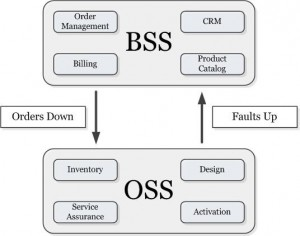 Order
Management
CRM
BSS
Billing
Product
Catalog
Orders Down
Faults Up
Inventory
Design
OSS
Service
Assurance
Activation